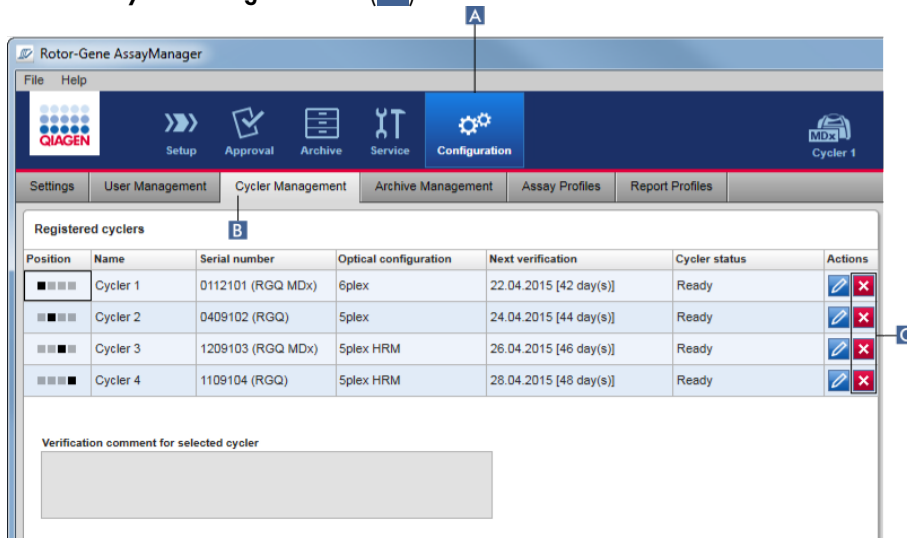 A
Rotor-Gene AssayManager
File Help
QIAGEN
Setup Approval Archive Service Configuration
MDx
Cycler 1
Settings User Management Cycler Management Archive Management Assay Profiles Report Profiles
Registered cyclers
B
Position Name Serial number Optical configuration Next verification Cycler status Actions
Cycler 1 0112101 (RGQ MDx) 6plex 22.04.2015 [42 day(s)] Ready
Cycler 2 0409102 (RGQ) 5plex 24.04.2015 [44 day(s)] Ready
C
Cycler 3 1209103 (RGQ MDx) 5plex HRM 26.04.2015 [46 day(s)] Ready
Cycler 4 1109104 (RGQ) 5plex HRM 28.04.2015 [48 day(s)] Ready
Verification comment for selected cycler